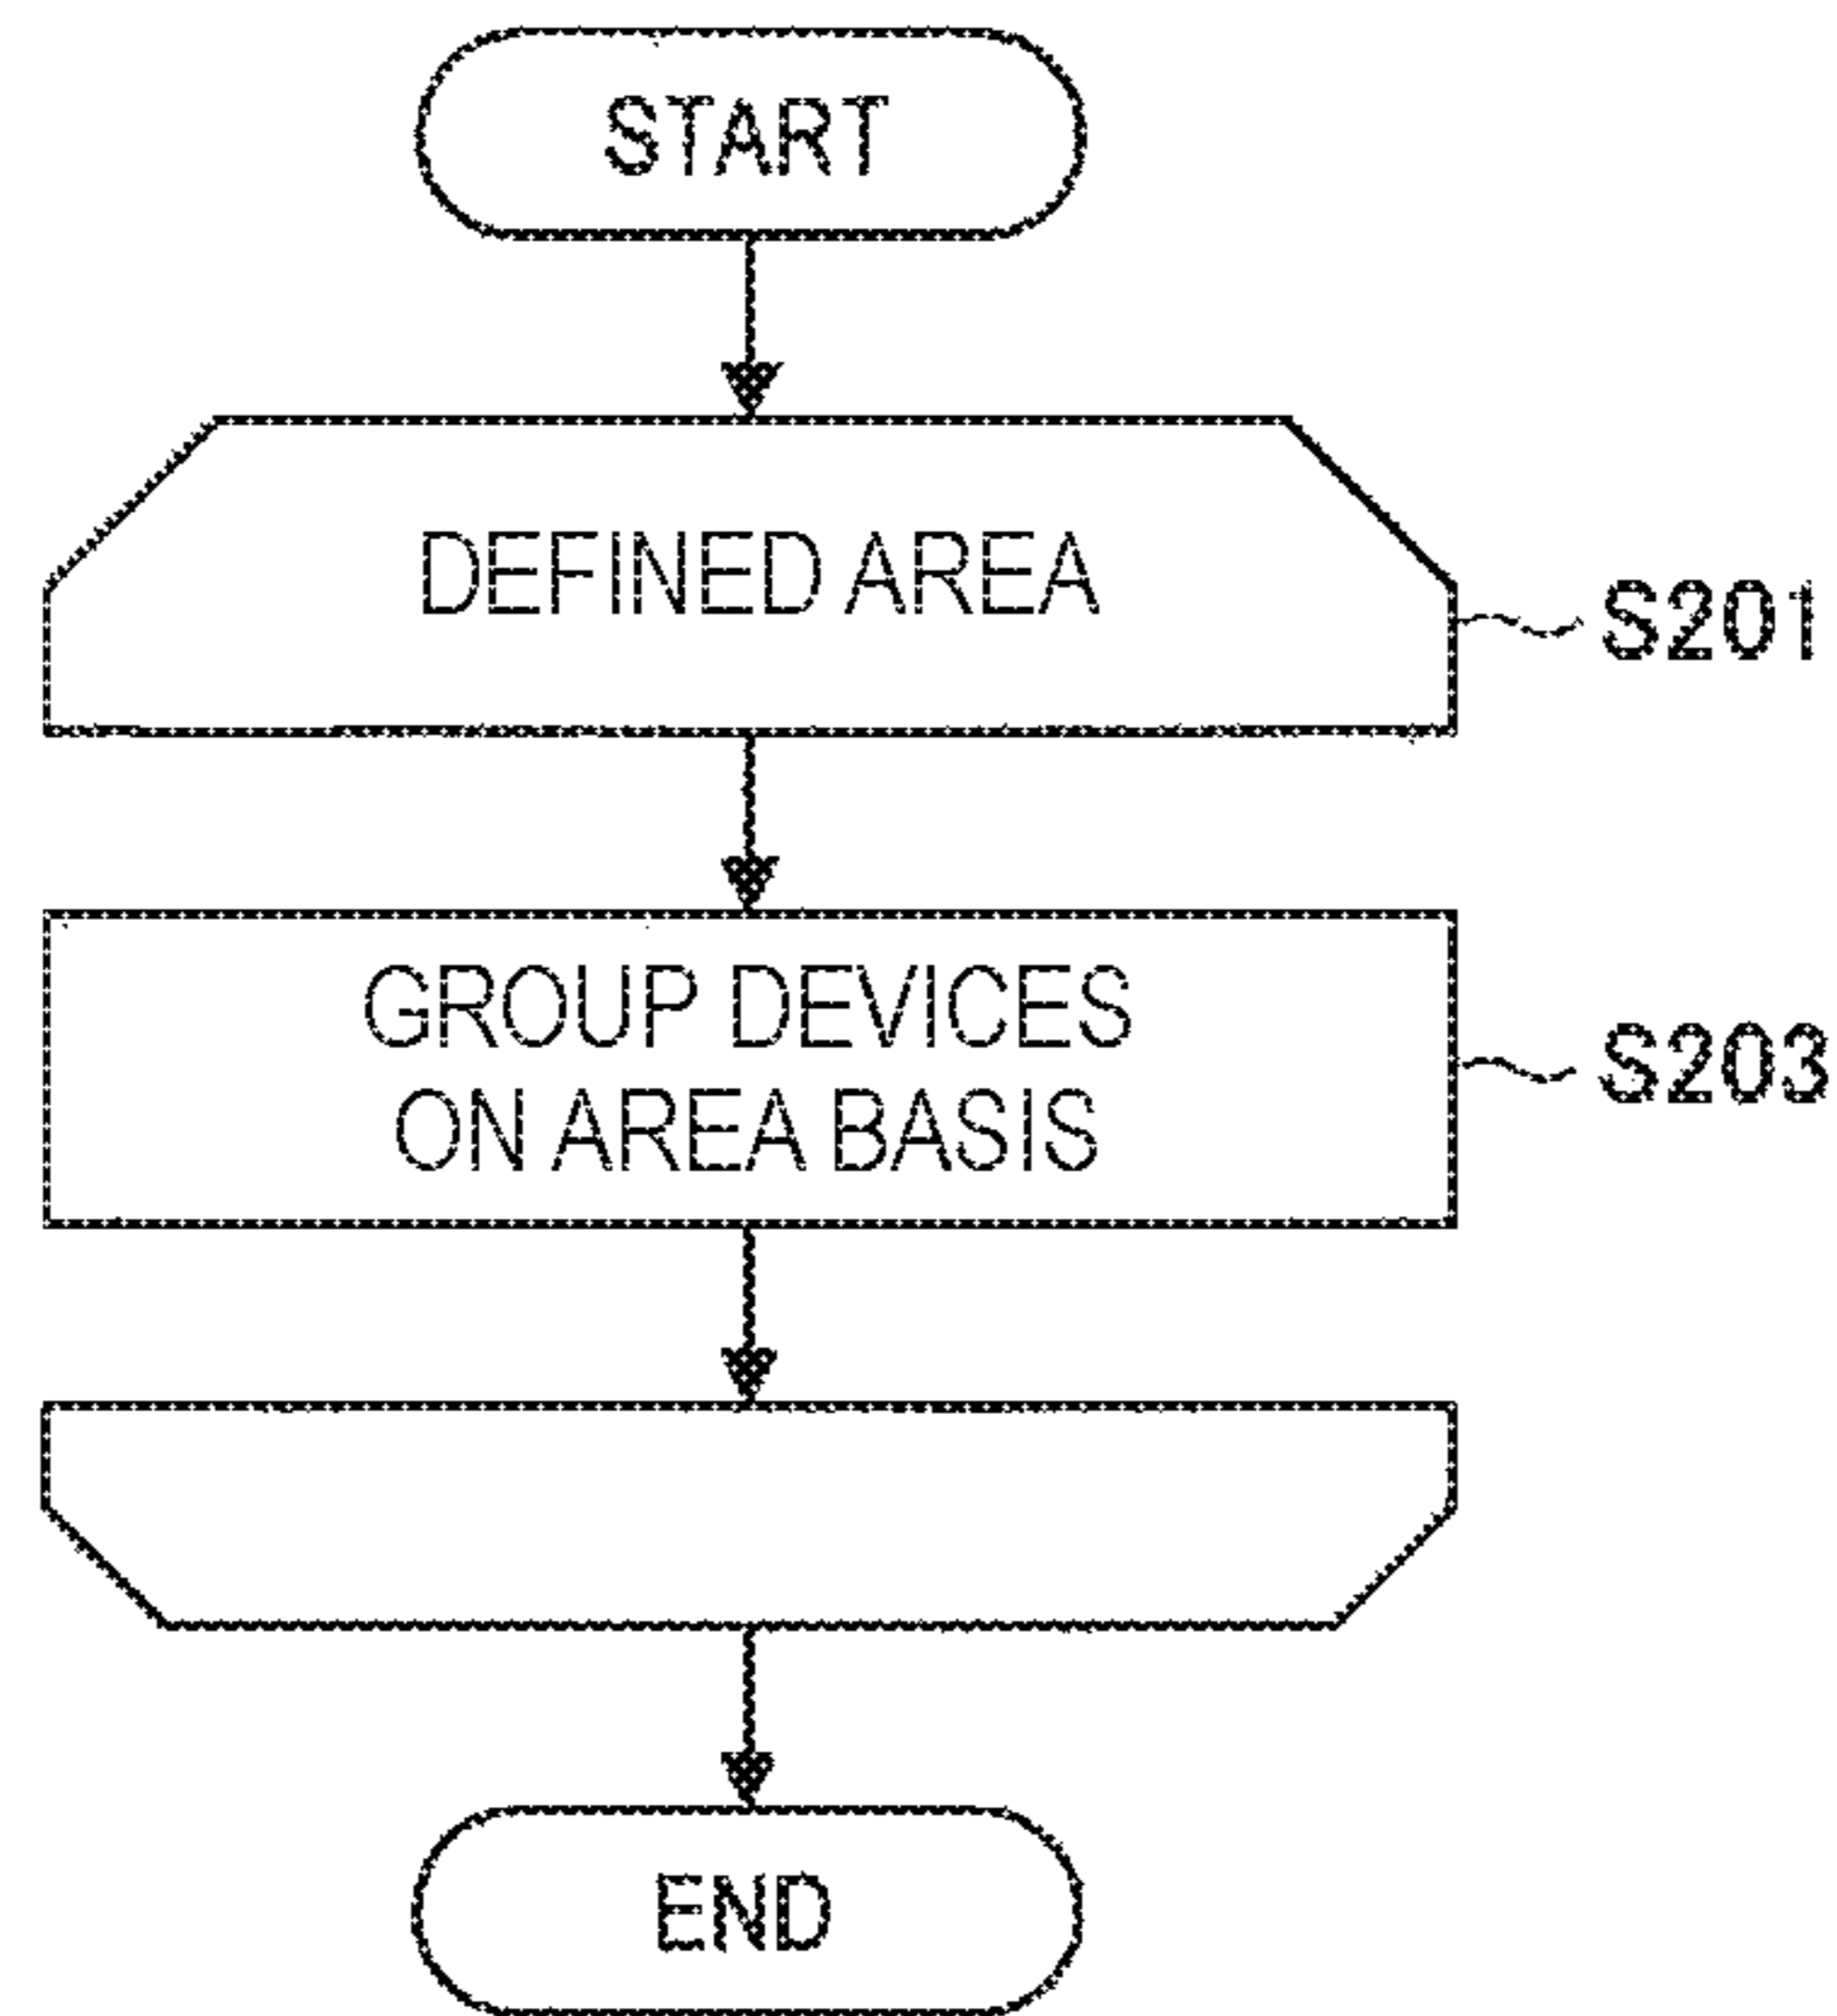 START
DEFINED AREA
S201
GROUP DEVICES
ON AREA BASIS
S203
END